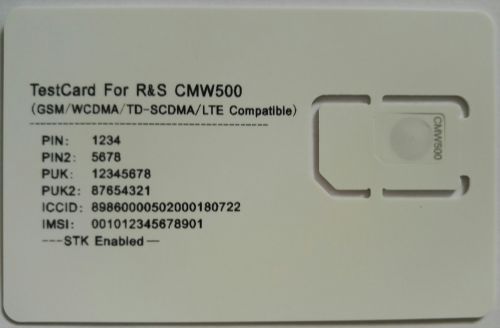 TestCard For R&S CMW500
(GSM/WCDMA/TD-SCDMA/LTE Compatible)
PIN: 1234
PIN2: 5678
PUK: 12345678
PUK2: 87654321
ICCID: 89860000502000180722
IMSI: 001012345678901
---STK Enabled—
CMW500